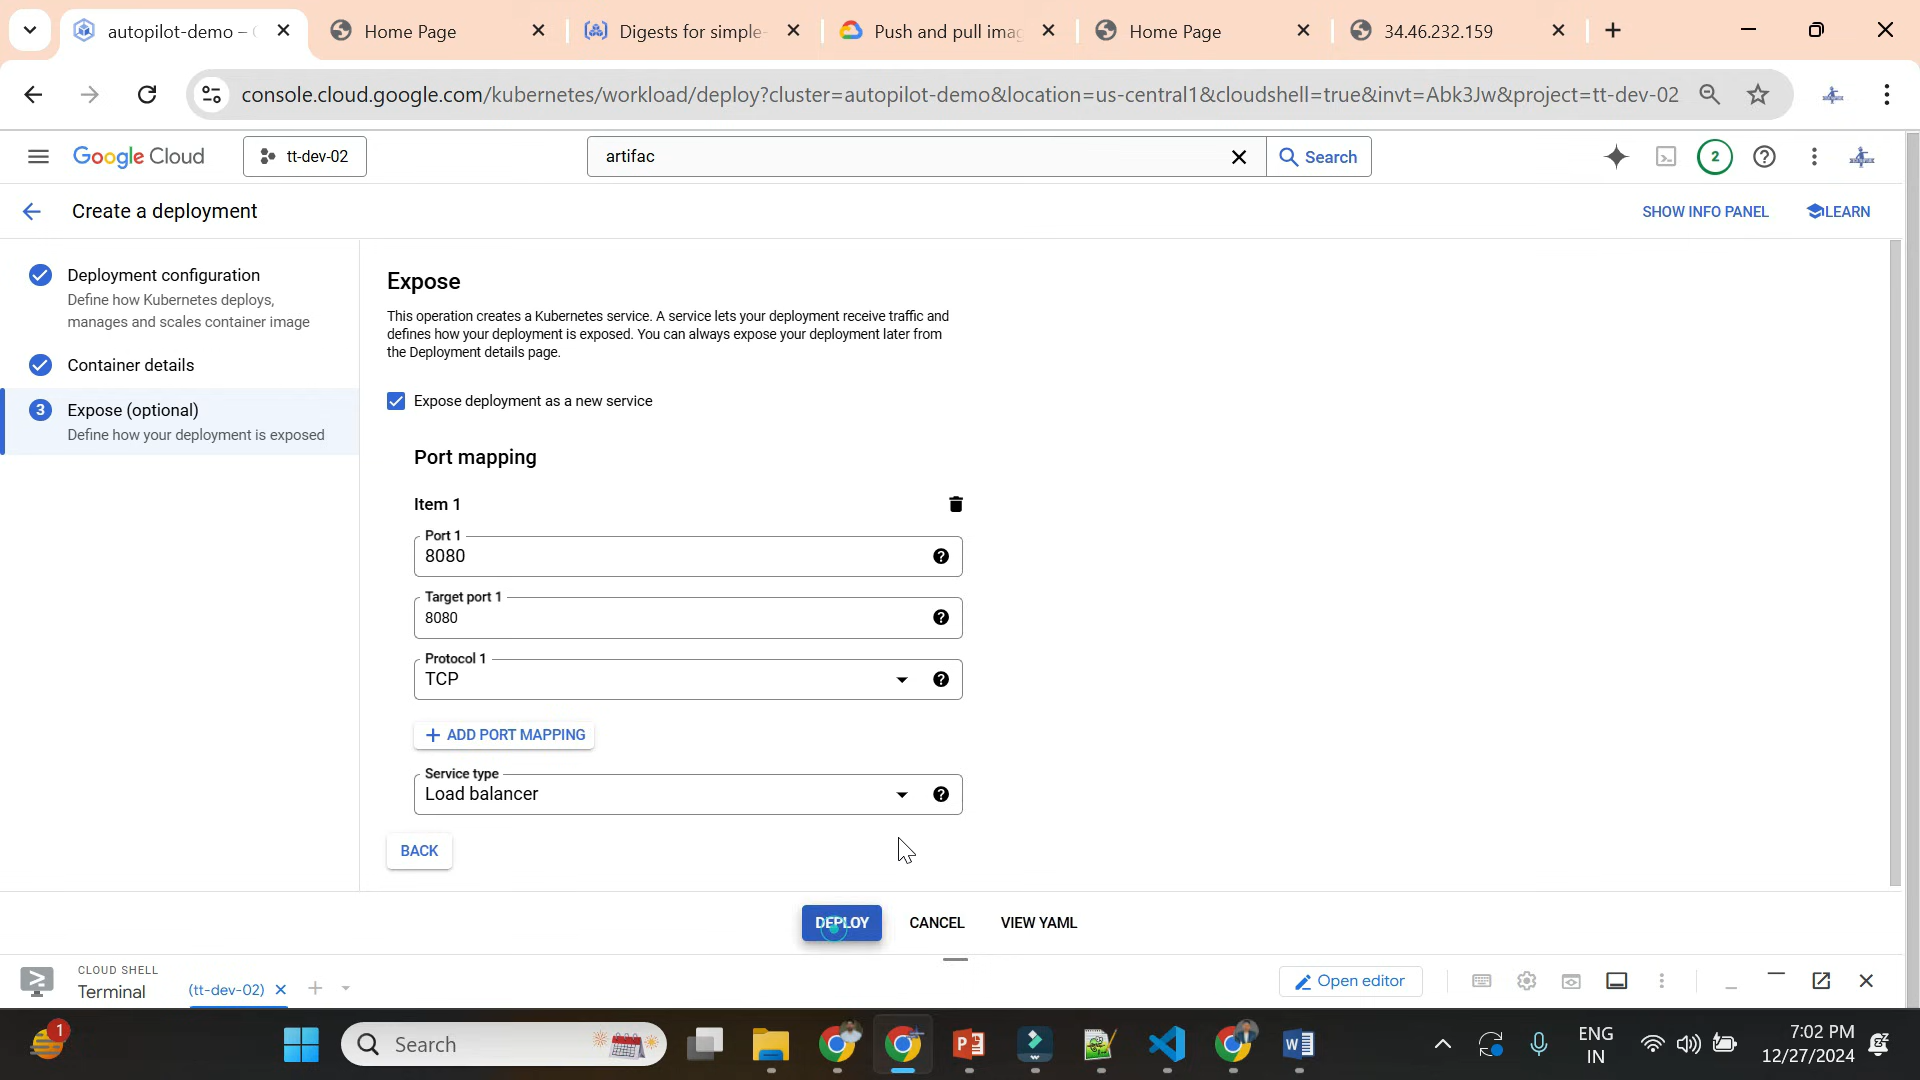 autopilot-demo –
Home Page
Digests for simple-
Push and pull imag
Home Page
34.46.232.159
console.cloud.google.com/kubernetes/workload/deploy?cluster=autopilot-demo&location=us-central1&cloudshell=true&invt=Abk3Jw&project=tt-dev-02
Google Cloud
tt-dev-02
artifac
Search
2
Create a deployment
SHOW INFO PANEL
LEARN
Deployment configuration
Define how Kubernetes deploys,
manages and scales container image
Container details
3
Expose (optional)
Define how your deployment is exposed
Expose
This operation creates a Kubernetes service. A service lets your deployment receive traffic and
defines how your deployment is exposed. You can always expose your deployment later from
the Deployment details page.
Expose deployment as a new service
Port mapping
Item 1
Port 1
8080
Target port 1
8080
Protocol 1
TCP
ADD PORT MAPPING
Service type
Load balancer
BACK
DEPLOY
CANCEL
VIEW YAML
CLOUD SHELL
Terminal
(tt-dev-02)
Open editor
1
Search
ENG
IN
7:02 PM
12/27/2024